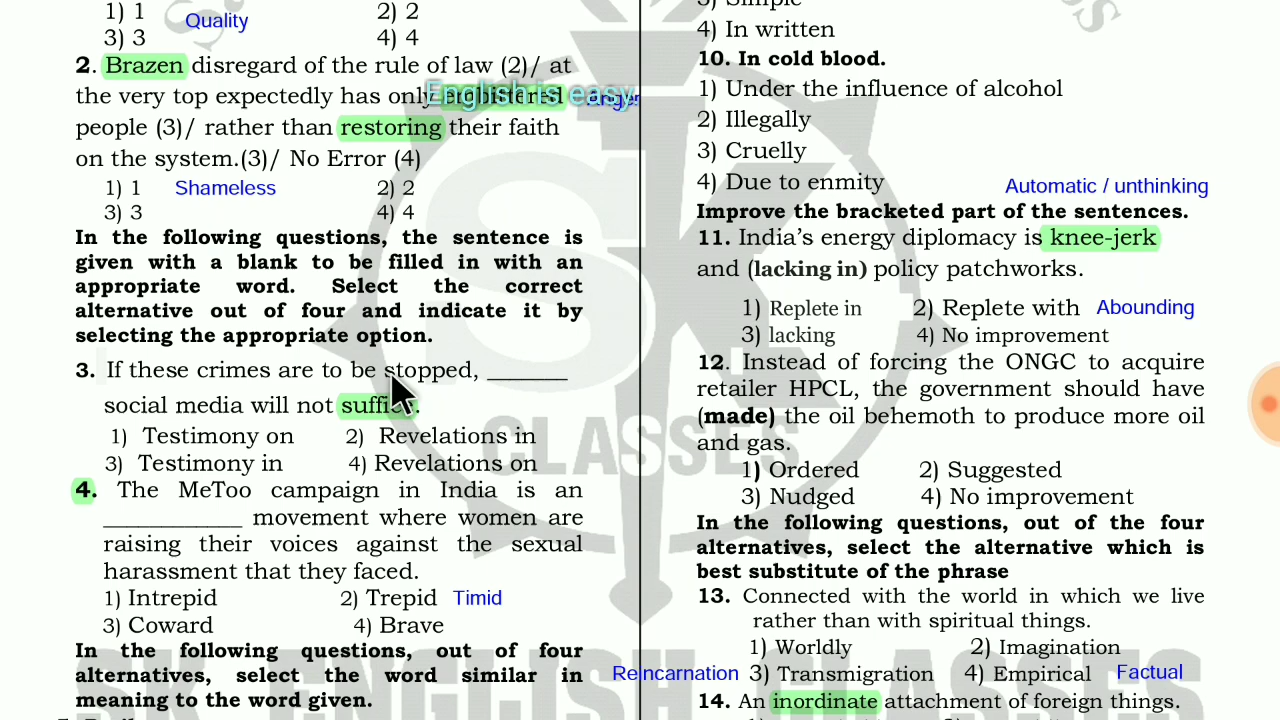 1) 1 2) 2
Quality
3) 3 4) 4
2. Brazen disregard of the rule of law (2)/ at
the very top expectedly has only embittered
English is easy
people (3)/ rather than restoring their faith
on the system.(3)/ No Error (4)
1) 1 Shameless 2) 2
3) 3 4) 4
In the following questions, the sentence is
given with a blank to be filled in with an
appropriate word. Select the correct
alternative out of four and indicate it by
selecting the appropriate option.
3. If these crimes are to be stopped, _______
social media will not suffice.
1) Testimony on 2) Revelations in
3) Testimony in 4) Revelations on
4. The MeToo campaign in India is an
____________ movement where women are
raising their voices against the sexual
harassment that they faced.
1) Intrepid 2) Trepid Timid
3) Coward 4) Brave
In the following questions, out of four
alternatives, select the word similar in
meaning to the word given.
4) In written
10. In cold blood.
1) Under the influence of alcohol
2) Illegally
3) Cruelly
4) Due to enmity
Automatic / unthinking
Improve the bracketed part of the sentences.
11. India's energy diplomacy is knee-jerk
and (lacking in) policy patchworks.
1) Replete in 2) Replete with Abounding
3) lacking 4) No improvement
12. Instead of forcing the ONGC to acquire
retailer HPCL, the government should have
(made) the oil behemoth to produce more oil
and gas.
1) Ordered 2) Suggested
3) Nudged 4) No improvement
In the following questions, out of the four
alternatives, select the alternative which is
best substitute of the phrase
13. Connected with the world in which we live
rather than with spiritual things.
1) Worldly 2) Imagination
Reincarnation 3) Transmigration 4) Empirical Factual
14. An inordinate attachment of foreign things.
SK
CLASSES
SK ENGLISH CLASSES